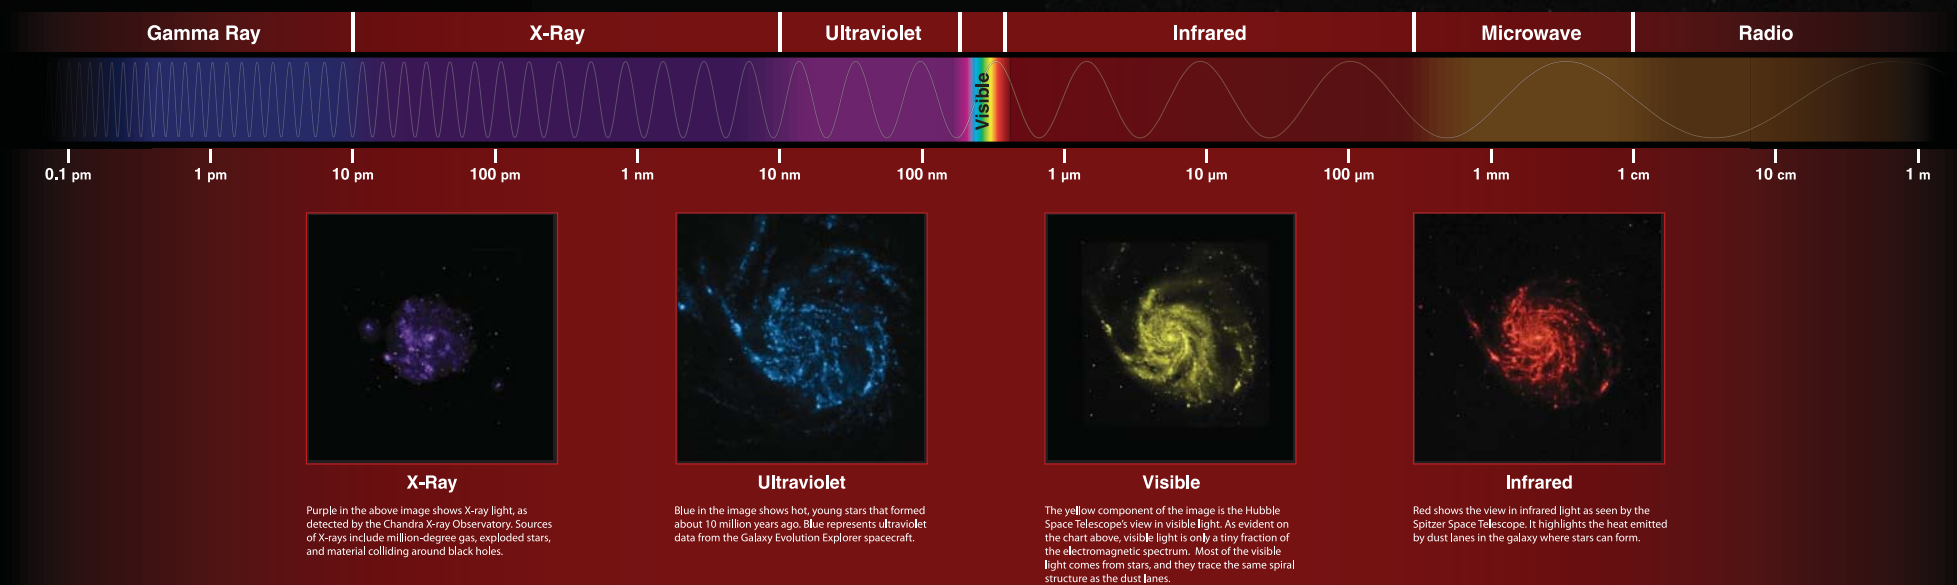 Gamma Ray X-Ray Ultraviolet Infrared Microwave Radio
Visible
0.1 pm 1 pm 10 pm 100 pm 1 nm 10 nm 100 nm 1 µm 10 µm 100 µm 1 mm 1 cm 10 cm 1 m
X-Ray
Purple in the above image shows X-ray light, as
detected by the Chandra X-ray Observatory. Sources
of X-rays include million-degree gas, exploded stars,
and material colliding around black holes.
Ultraviolet
Blue in the image shows hot, young stars that formed
about 10 million years ago. Blue represents ultraviolet
data from the Galaxy Evolution Explorer spacecraft.
Visible
The yellow component of the image is the Hubble
Space Telescope's view in visible light. As evident on
the chart above, visible light is only a tiny fraction of
the electromagnetic spectrum. Most of the visible
light comes from stars, and they trace the same spiral
structure as the dust lanes.
Infrared
Red shows the view in infrared light as seen by the
Spitzer Space Telescope. It highlights the heat emitted
by dust lanes in the galaxy where stars can form.